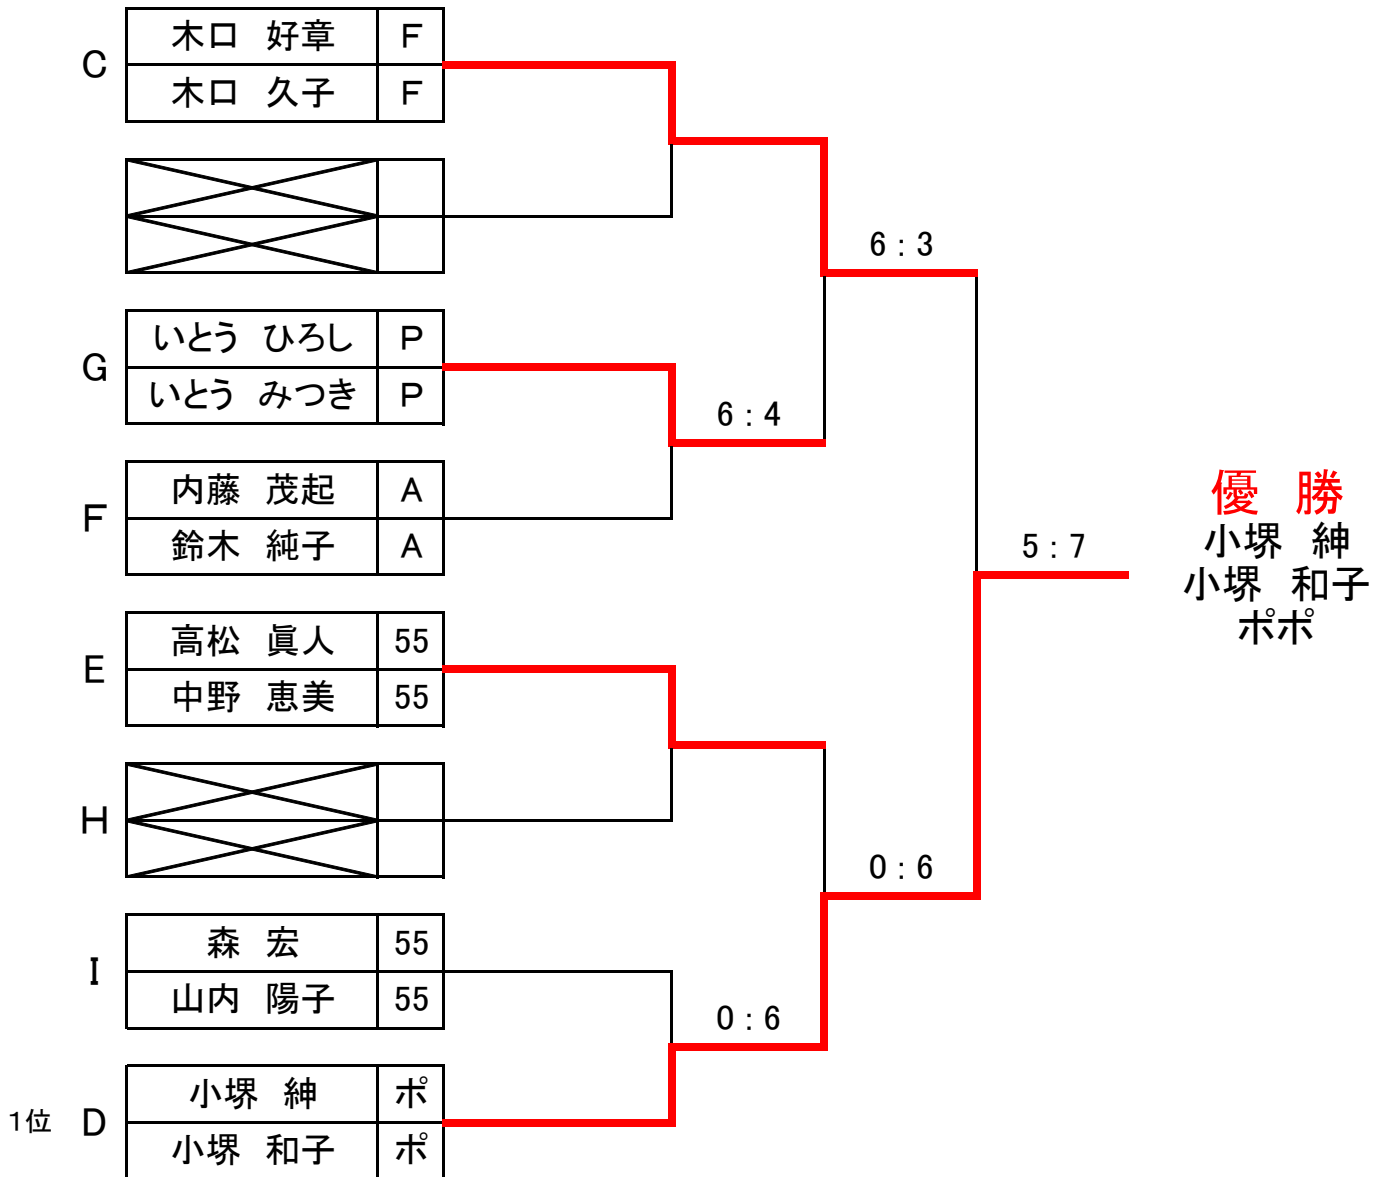 C
木口 好章 F
木口 久子 F
6 : 3
G
いとう ひろし P
いとう みつき P
6 : 4
F
内藤 茂起 A
鈴木 純子 A
優 勝
小堺 紳
小堺 和子
ポポ
5 : 7
E
高松 眞人 55
中野 恵美 55
H
0 : 6
I
森 宏 55
山内 陽子 55
0 : 6
1位 D
小堺 紳 ポ
小堺 和子 ポ